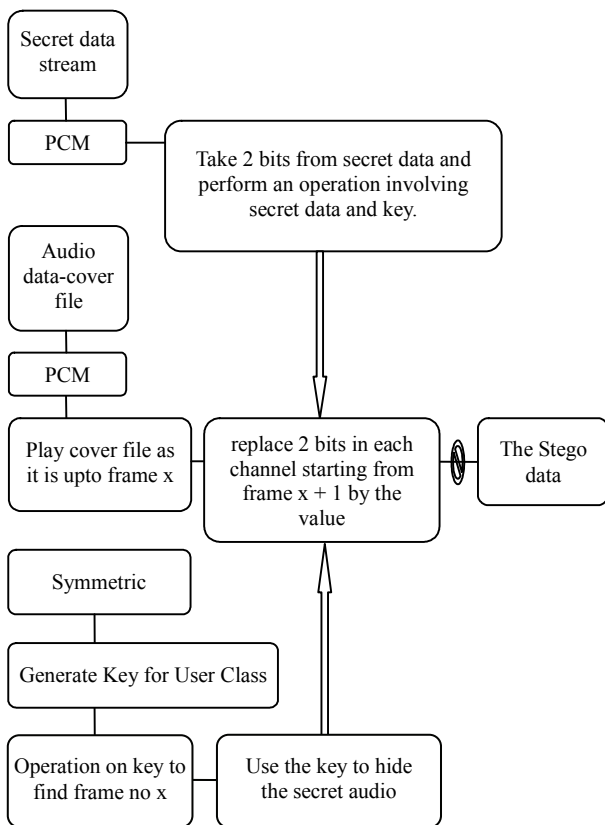 Secret data
stream
PCM
Take 2 bits from secret data and
perform an operation involving
secret data and key.
Audio
data-cover
file
PCM
Play cover file as
it is upto frame x
replace 2 bits in each
channel starting from
frame x + 1 by the
value
The Stego
data
Symmetric
Generate Key for User Class
Operation on key to
find frame no x
Use the key to hide
the secret audio